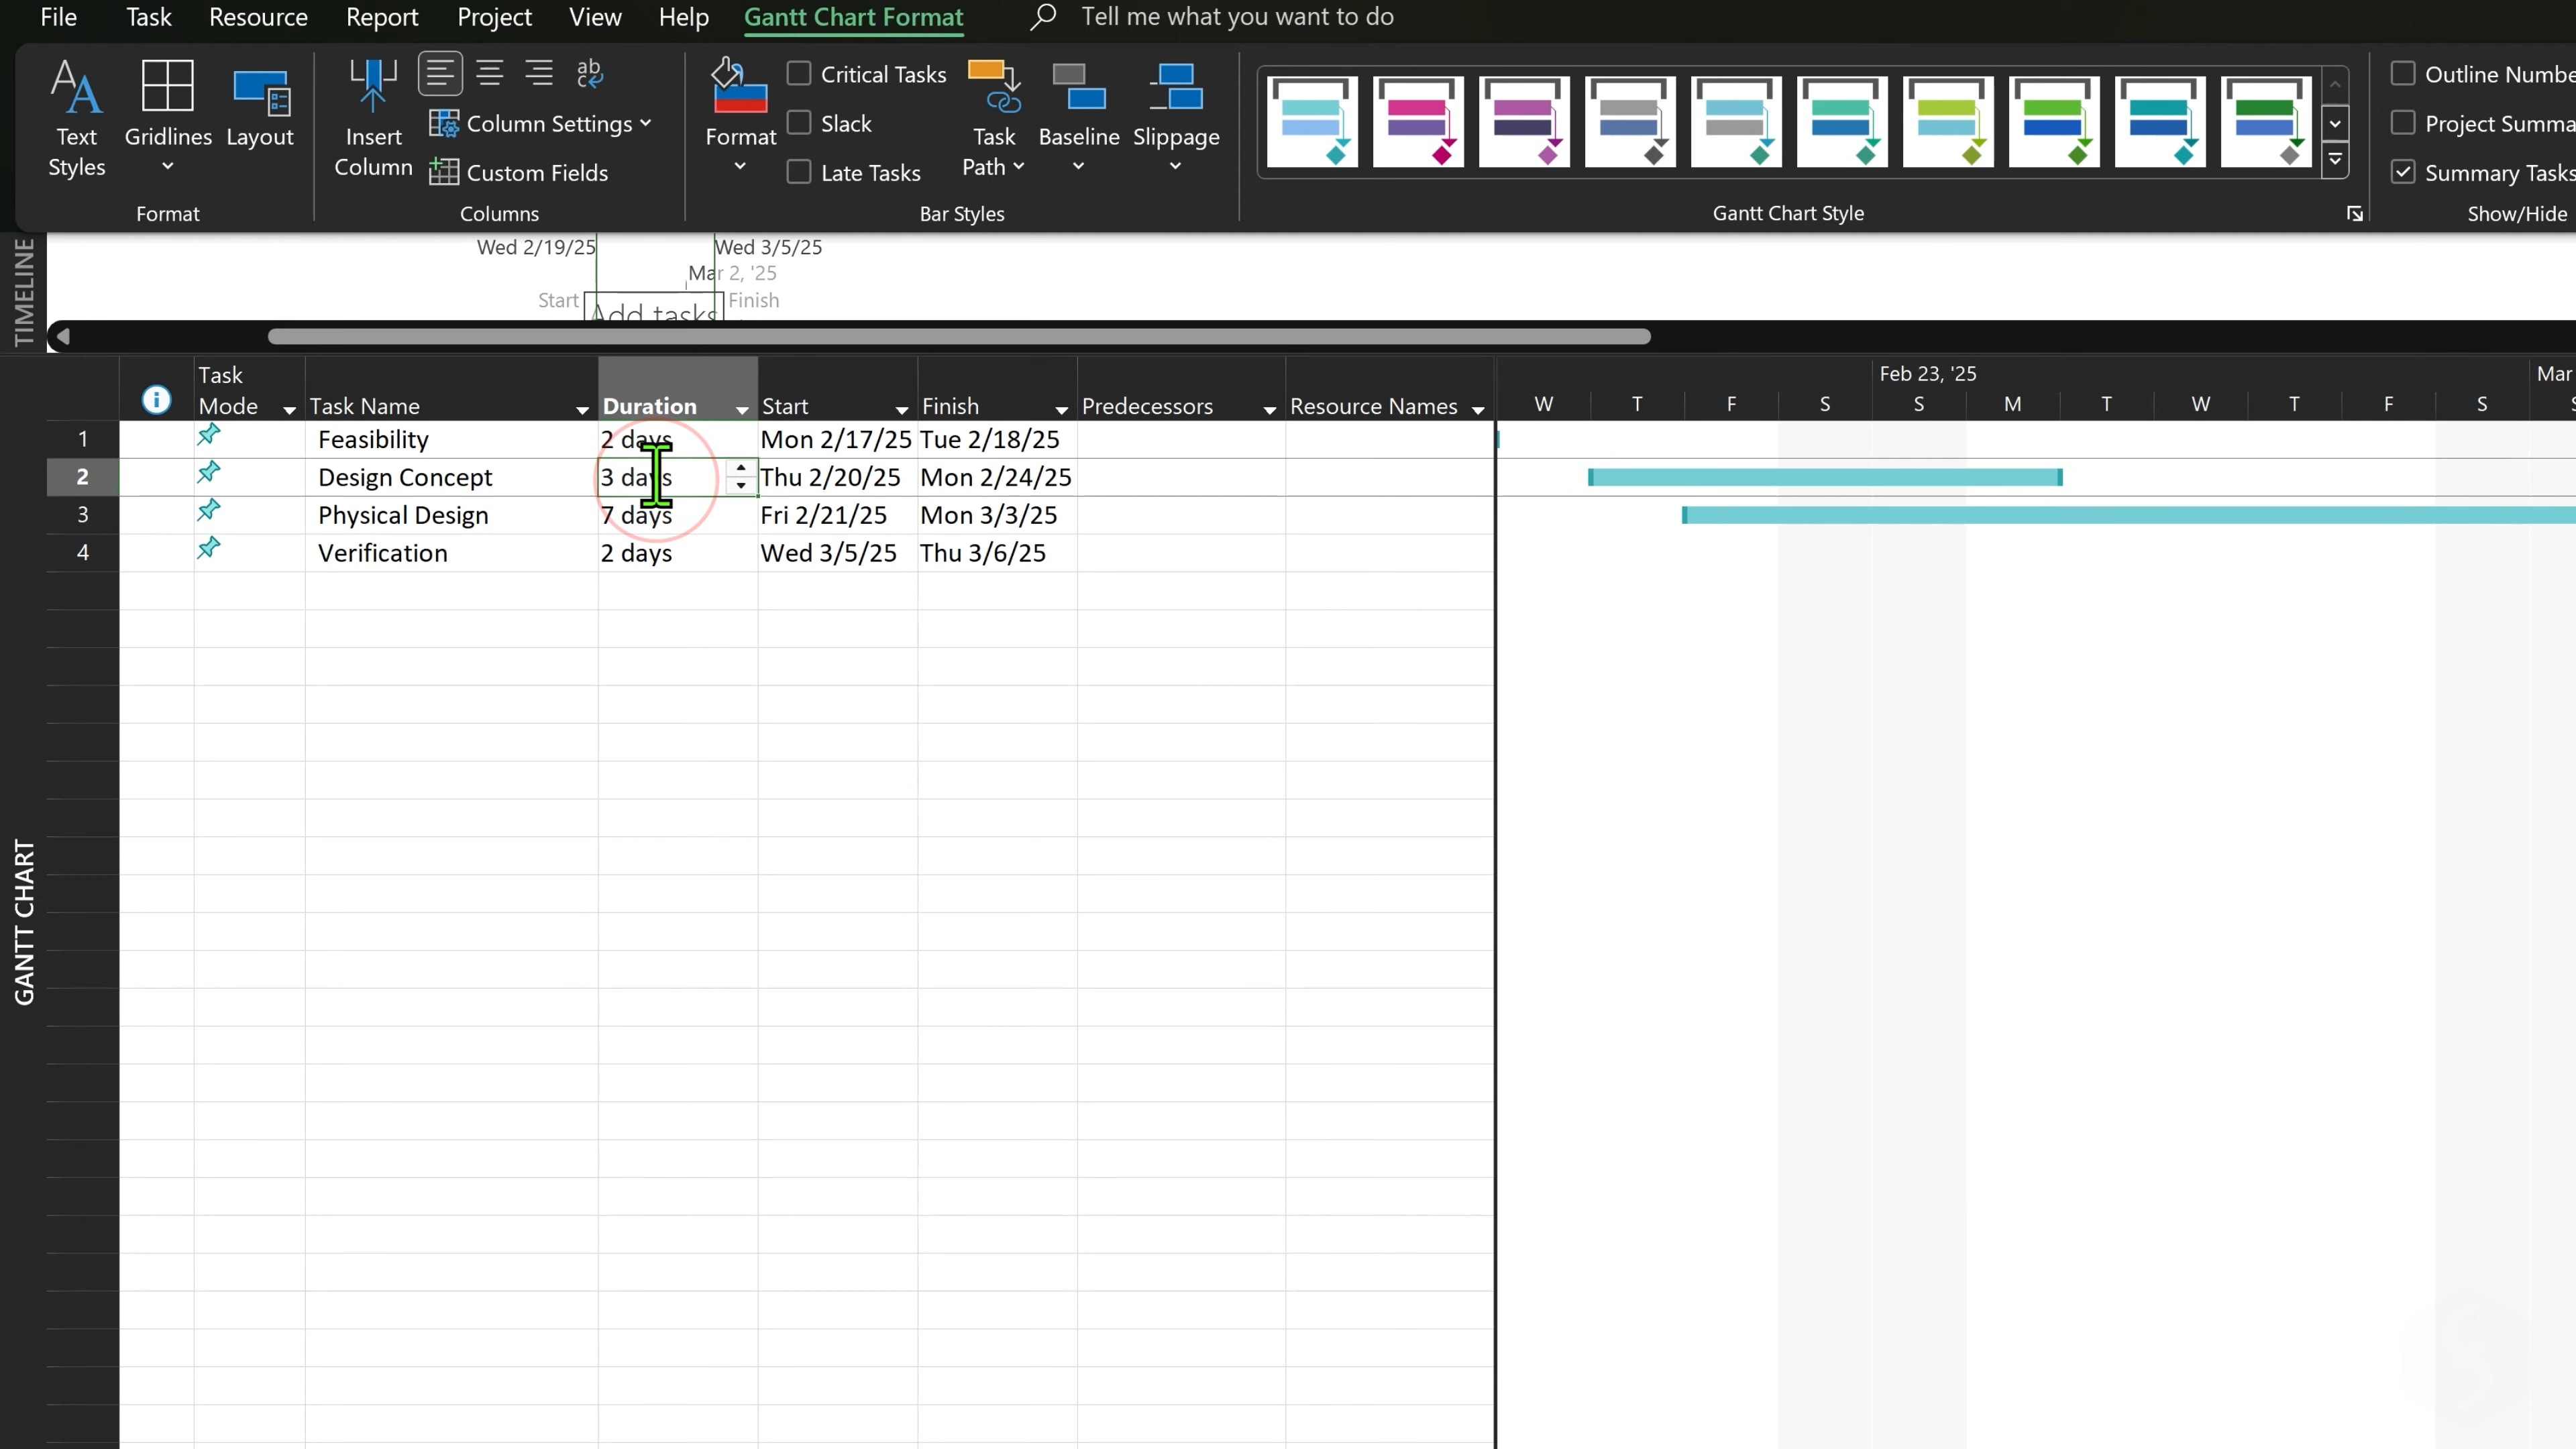 File Task Resource Report Project View Help Gantt Chart Format Tell me what you want to do
Text Styles
Gridlines
Layout
Format
Insert Column
ab
Column Settings
Custom Fields
Columns
Format
Critical Tasks
Slack
Late Tasks
Task Path
Baseline
Slippage
Bar Styles
Gantt Chart Style
Outline Numbe
Project Summa
Summary Tasks
Show/Hide
TIMELINE
Wed 2/19/25 Wed 3/5/25
Mar 2, '25
Start Finish
Add tasks
Task Mode Task Name Duration Start Finish Predecessors Resource Names
Feb 23, '25 Mar
W T F S S M T W T F S S
1 Feasibility 2 days Mon 2/17/25 Tue 2/18/25
2 Design Concept 3 days Thu 2/20/25 Mon 2/24/25
3 Physical Design 7 days Fri 2/21/25 Mon 3/3/25
4 Verification 2 days Wed 3/5/25 Thu 3/6/25
GANTT CHART